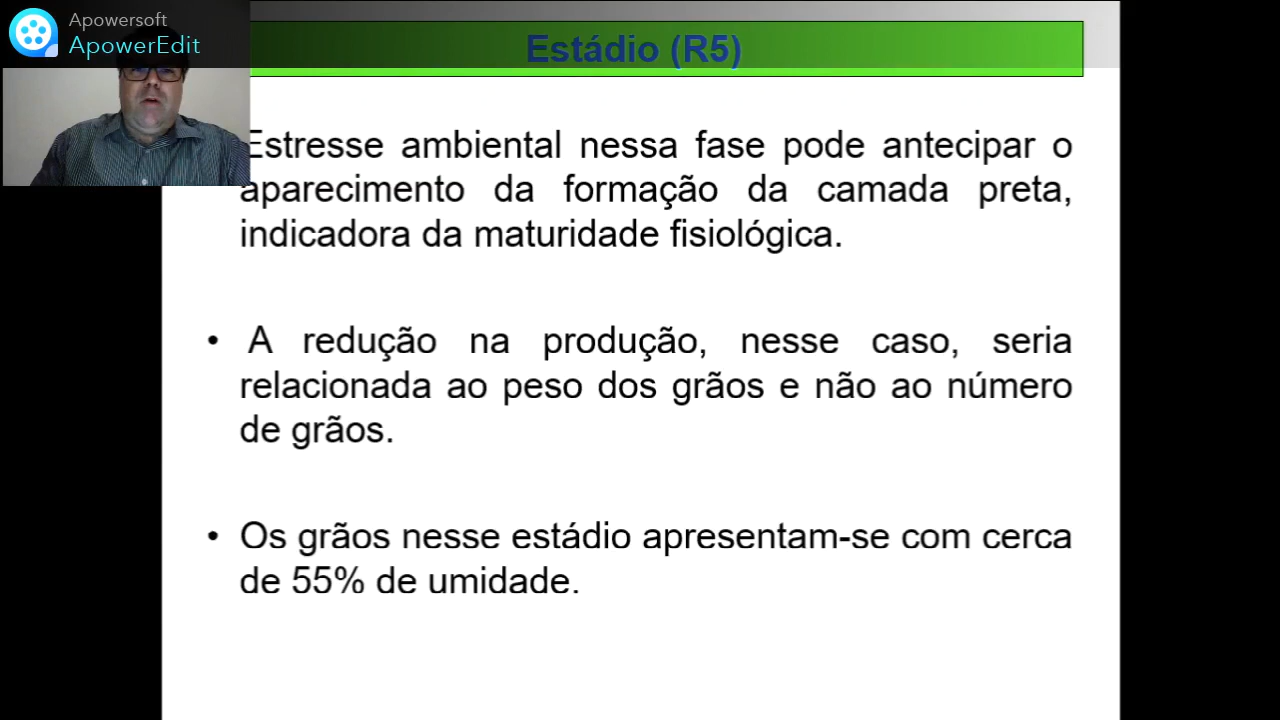 Apowersoft
ApowerEdit
Estádio (R5)
Estresse ambiental nessa fase pode antecipar o
aparecimento da formação da camada preta,
indicadora da maturidade fisiológica.
• A redução na produção, nesse caso, seria
relacionada ao peso dos grãos e não ao número
de grãos.
• Os grãos nesse estádio apresentam-se com cerca
de 55% de umidade.